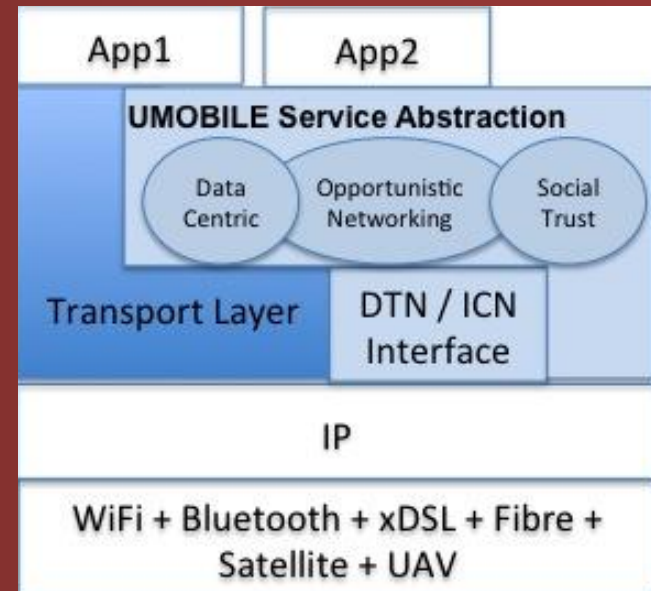 App1
App2
UMOBILE Service Abstraction
Data
Centric
Opportunistic
Networking
Social
Trust
Transport Layer
DTN / ICN
Interface
IP
WiFi + Bluetooth + xDSL + Fibre +
Satellite + UAV